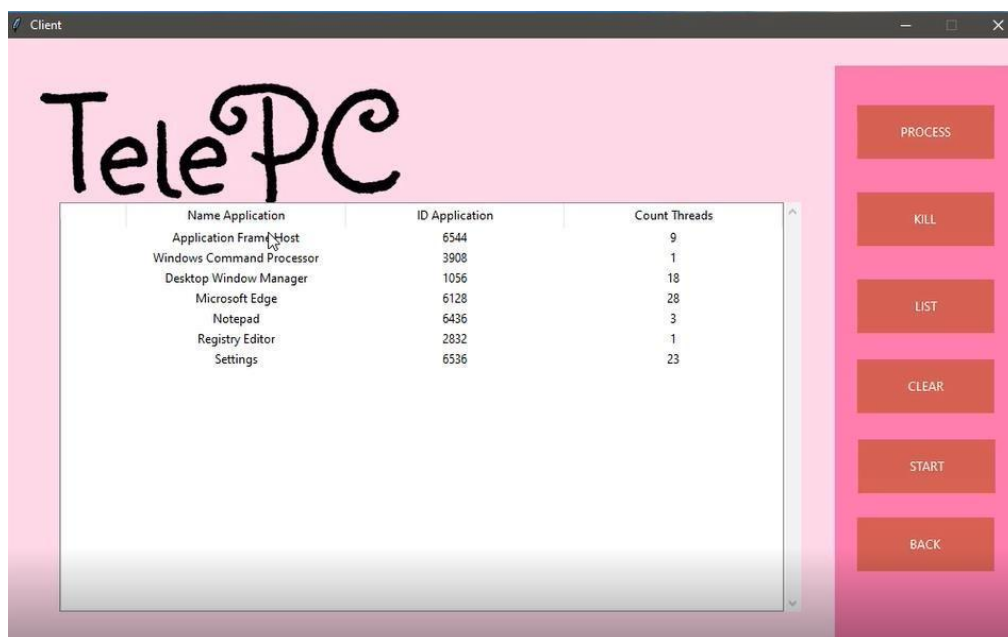 Client
TelePC
Name Application ID Application Count Threads
Application Frame Host 6544 9
Windows Command Processor 3908 1
Desktop Window Manager 1056 18
Microsoft Edge 6128 28
Notepad 6436 3
Registry Editor 2832 1
Settings 6536 23
PROCESS
KILL
LIST
CLEAR
START
BACK